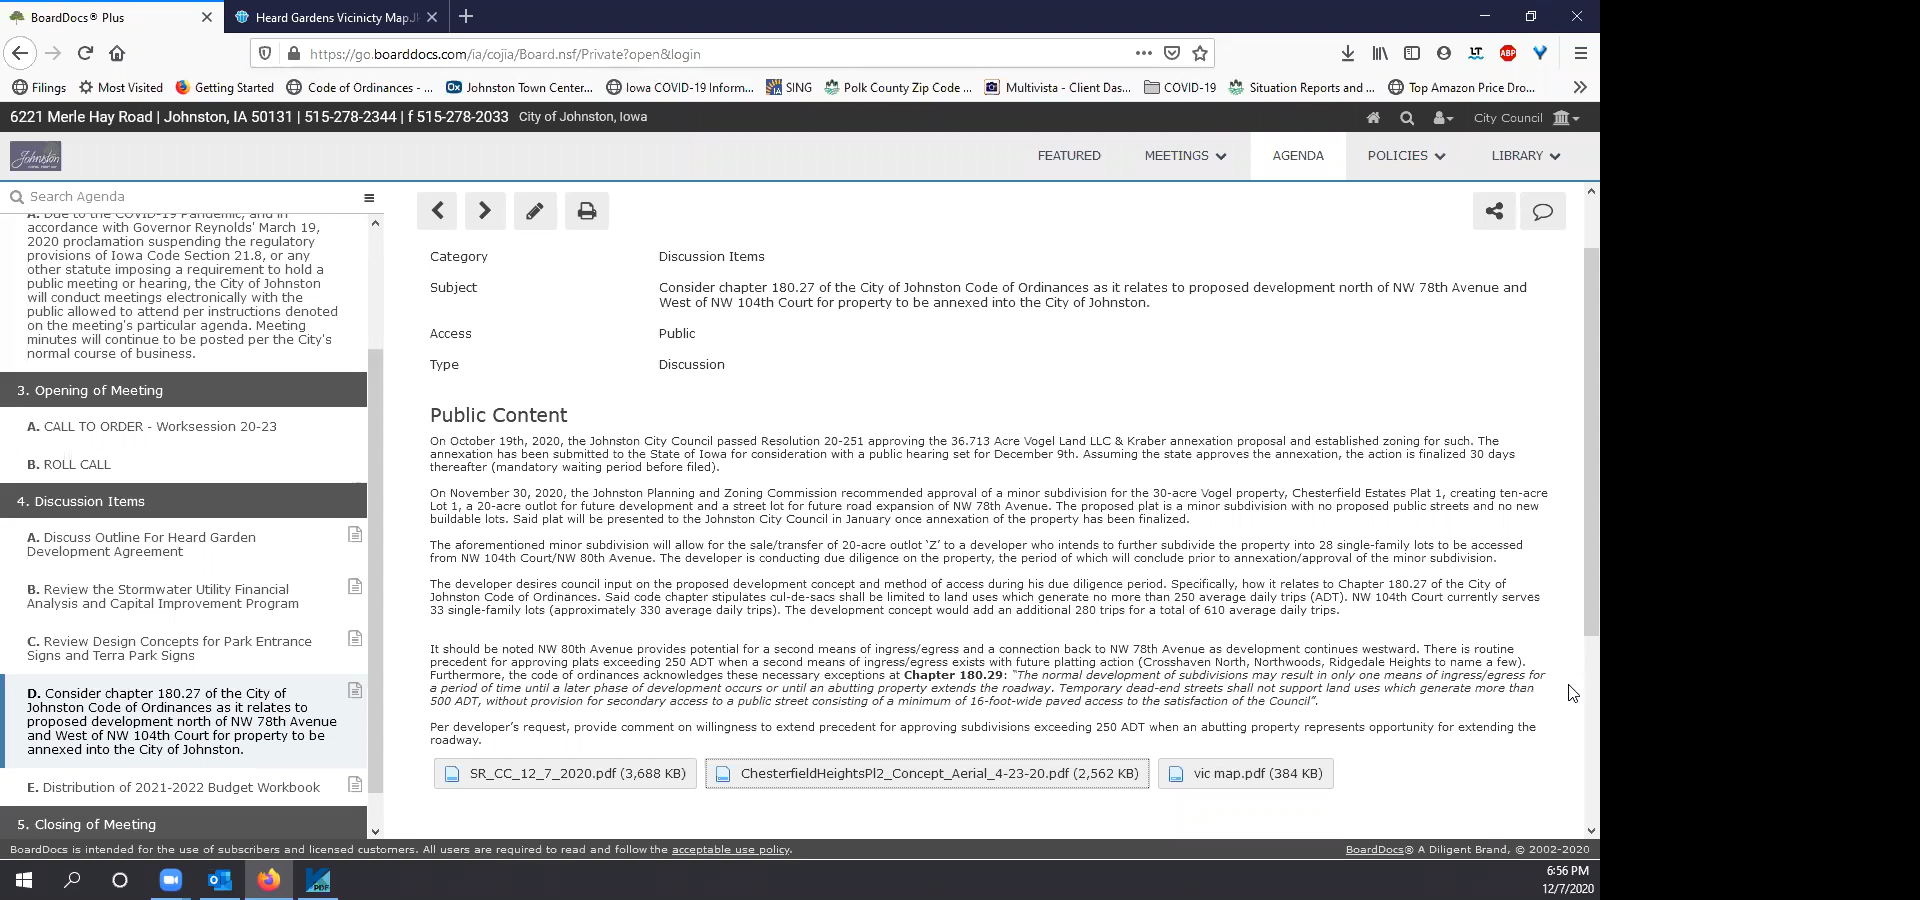 BoardDocs® Plus
Heard Gardens Vicinicty Map.J
https://go.boarddocs.com/ia/cojia/Board.nsf/Private?open&login
Filings Most Visited Getting Started Code of Ordinances - ... Johnston Town Center... Iowa COVID-19 Inform... SING Polk County Zip Code ... Multivista - Client Das... COVID-19 Situation Reports and ... Top Amazon Price Dro...
6221 Merle Hay Road | Johnston, IA 50131 | 515-278-2344 | f 515-278-2033 City of Johnston, Iowa
City Council
Johnston
FEATURED MEETINGS AGENDA POLICIES LIBRARY
Search Agenda
A. Due to the COVID-19 Pandemic, and in
accordance with Governor Reynolds' March 19,
2020 proclamation suspending the regulatory
provisions of Iowa Code Section 21.8, or any
other statute imposing a requirement to hold a
public meeting or hearing, the City of Johnston
will conduct meetings electronically with the
public allowed to attend per instructions denoted
on the meeting's particular agenda. Meeting
minutes will continue to be posted per the City's
normal course of business.
3. Opening of Meeting
A. CALL TO ORDER - Worksession 20-23
B. ROLL CALL
4. Discussion Items
A. Discuss Outline For Heard Garden
Development Agreement
B. Review the Stormwater Utility Financial
Analysis and Capital Improvement Program
C. Review Design Concepts for Park Entrance
Signs and Terra Park Signs
D. Consider chapter 180.27 of the City of
Johnston Code of Ordinances as it relates to
proposed development north of NW 78th Avenue
and West of NW 104th Court for property to be
annexed into the City of Johnston.
E. Distribution of 2021-2022 Budget Workbook
5. Closing of Meeting
Category Discussion Items
Subject Consider chapter 180.27 of the City of Johnston Code of Ordinances as it relates to proposed development north of NW 78th Avenue and
West of NW 104th Court for property to be annexed into the City of Johnston.
Access Public
Type Discussion
Public Content
On October 19th, 2020, the Johnston City Council passed Resolution 20-251 approving the 36.713 Acre Vogel Land LLC & Kraber annexation proposal and established zoning for such. The
annexation has been submitted to the State of Iowa for consideration with a public hearing set for December 9th. Assuming the state approves the annexation, the action is finalized 30 days
thereafter (mandatory waiting period before filed).
On November 30, 2020, the Johnston Planning and Zoning Commission recommended approval of a minor subdivision for the 30-acre Vogel property, Chesterfield Estates Plat 1, creating ten-acre
Lot 1, a 20-acre outlot for future development and a street lot for future road expansion of NW 78th Avenue. The proposed plat is a minor subdivision with no proposed public streets and no new
buildable lots. Said plat will be presented to the Johnston City Council in January once annexation of the property has been finalized.
The aforementioned minor subdivision will allow for the sale/transfer of 20-acre outlot ‘Z’ to a developer who intends to further subdivide the property into 28 single-family lots to be accessed
from NW 104th Court/NW 80th Avenue. The developer is conducting due diligence on the property, the period of which will conclude prior to annexation/approval of the minor subdivision.
The developer desires council input on the proposed development concept and method of access during his due diligence period. Specifically, how it relates to Chapter 180.27 of the City of
Johnston Code of Ordinances. Said code chapter stipulates cul-de-sacs shall be limited to land uses which generate no more than 250 average daily trips (ADT). NW 104th Court currently serves
33 single-family lots (approximately 330 average daily trips). The development concept would add an additional 280 trips for a total of 610 average daily trips.
It should be noted NW 80th Avenue provides potential for a second means of ingress/egress and a connection back to NW 78th Avenue as development continues westward. There is routine
precedent for approving plats exceeding 250 ADT when a second means of ingress/egress exists with future platting action (Crosshaven North, Northwoods, Ridgedale Heights to name a few).
Furthermore, the code of ordinances acknowledges these necessary exceptions at Chapter 180.29: “The normal development of subdivisions may result in only one means of ingress/egress for
a period of time until a later phase of development occurs or until an abutting property extends the roadway. Temporary dead-end streets shall not support land uses which generate more than
500 ADT, without provision for secondary access to a public street consisting of a minimum of 16-foot-wide paved access to the satisfaction of the Council”.
Per developer’s request, provide comment on willingness to extend precedent for approving subdivisions exceeding 250 ADT when an abutting property represents opportunity for extending the
roadway.
SR_CC_12_7_2020.pdf (3,688 KB) ChesterfieldHeightsPl2_Concept_Aerial_4-23-20.pdf (2,562 KB) vic map.pdf (384 KB)
BoardDocs is intended for the use of subscribers and licensed customers. All users are required to read and follow the acceptable use policy. BoardDocs® A Diligent Brand, © 2002-2020
6:56 PM
12/7/2020